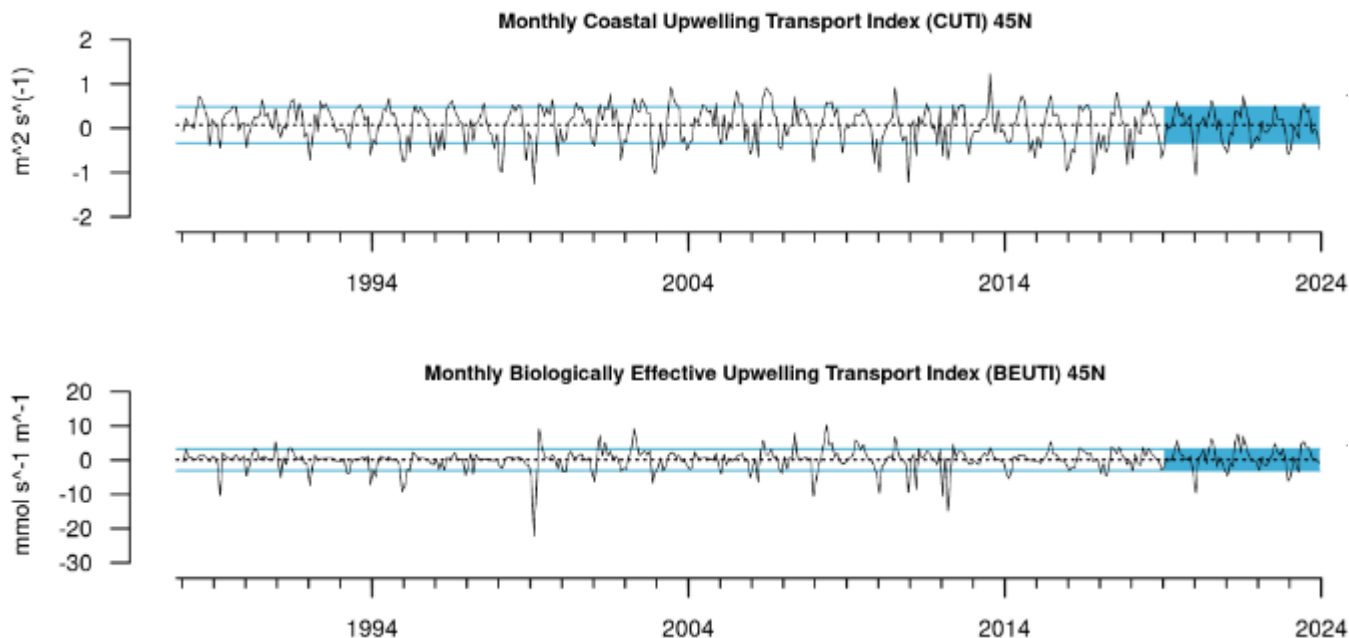 Monthly Coastal Upwelling Transport Index (CUTI) 45N
m^2 s^(-1)
2
1
0
-1
-2
1994 2004 2014 2024
Monthly Biologically Effective Upwelling Transport Index (BEUTI) 45N
mmol s^-1 m^-1
20
10
0
-10
-20
-30
1994 2004 2014 2024